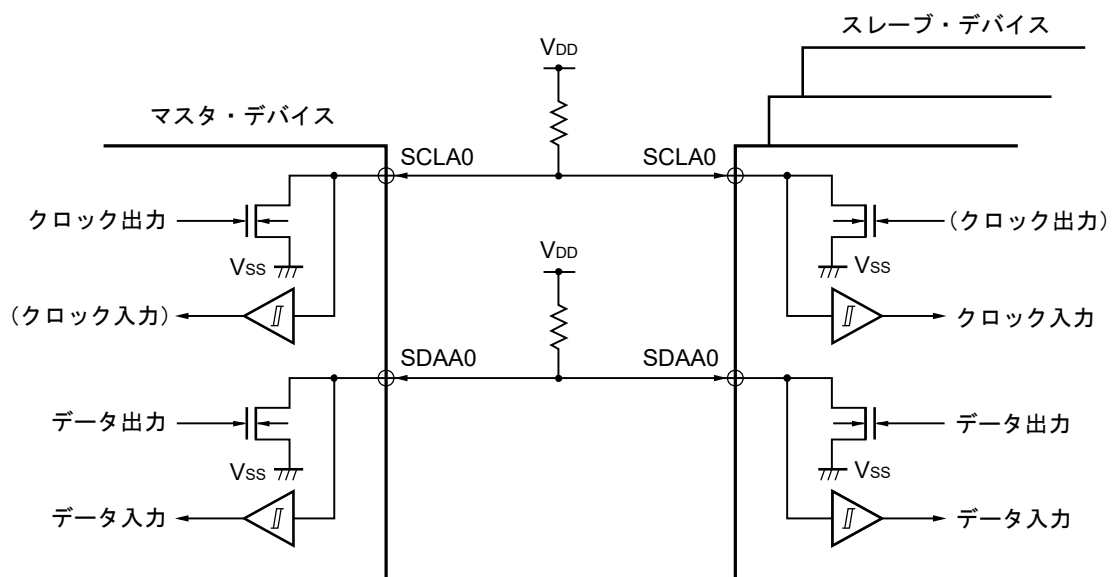 スレーブ・デバイス
VDD
マスタ・デバイス
SCLA0
SCLA0
クロック出力
(クロック出力)
VSS
VDD
VSS
(クロック入力)
クロック入力
SDAA0
SDAA0
データ出力
データ出力
VSS
VSS
データ入力
データ入力